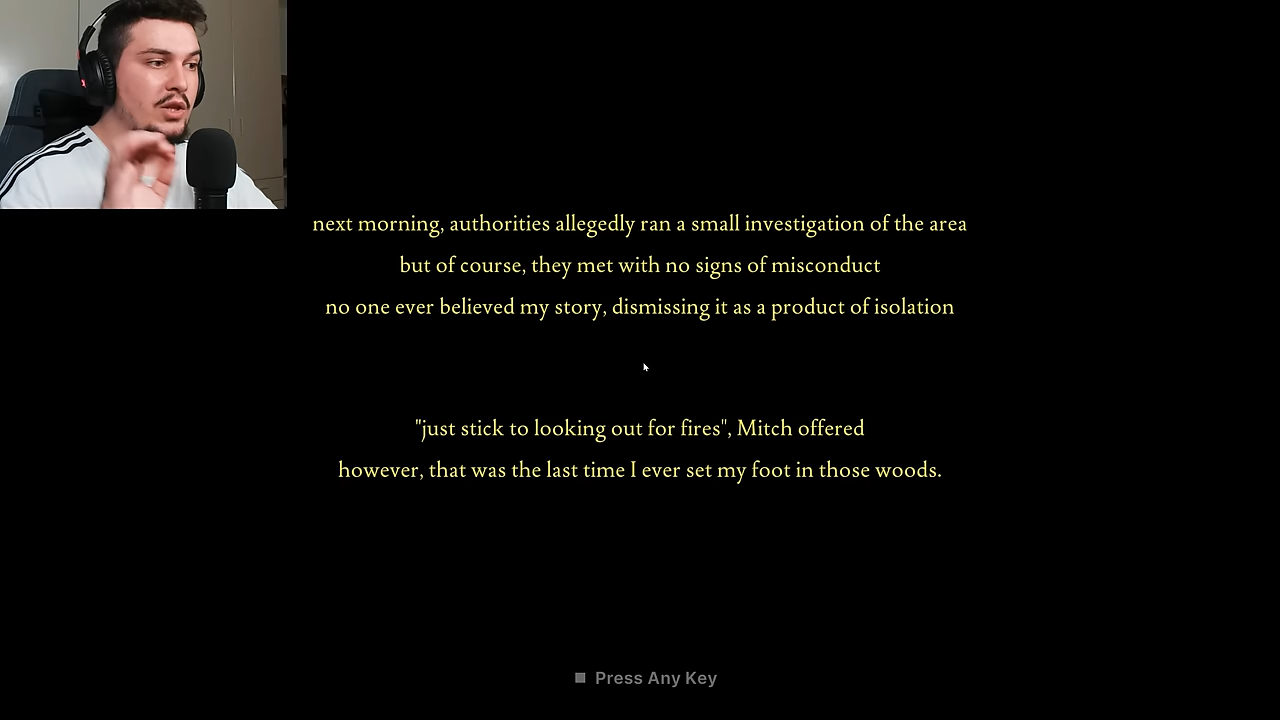 next morning, authorities allegedly ran a small investigation of the area
but of course, they met with no signs of misconduct
no one ever believed my story, dismissing it as a product of isolation
"just stick to looking out for fires", Mitch offered
however, that was the last time I ever set my foot in those woods.
Press Any Key